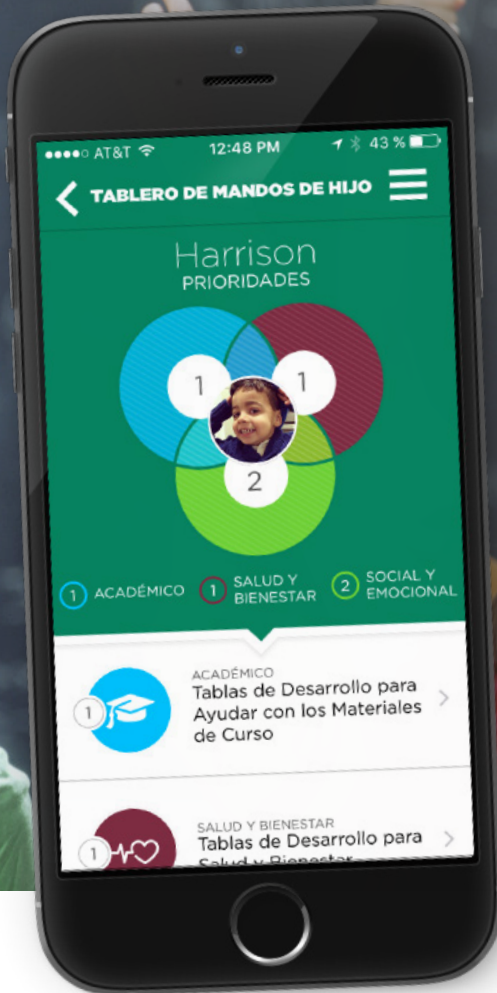 AT&T 12:48 PM 43 %
TABLERO DE MANDOS DE HIJO
Harrison
PRIORIDADES
1 1
2
1 ACADÉMICO 1 SALUD Y BIENESTAR 2 SOCIAL Y EMOCIONAL
ACADÉMICO
1 Tablas de Desarrollo para
Ayudar con los Materiales
de Curso
SALUD Y BIENESTAR
1 Tablas de Desarrollo para
Salud y Bienestar